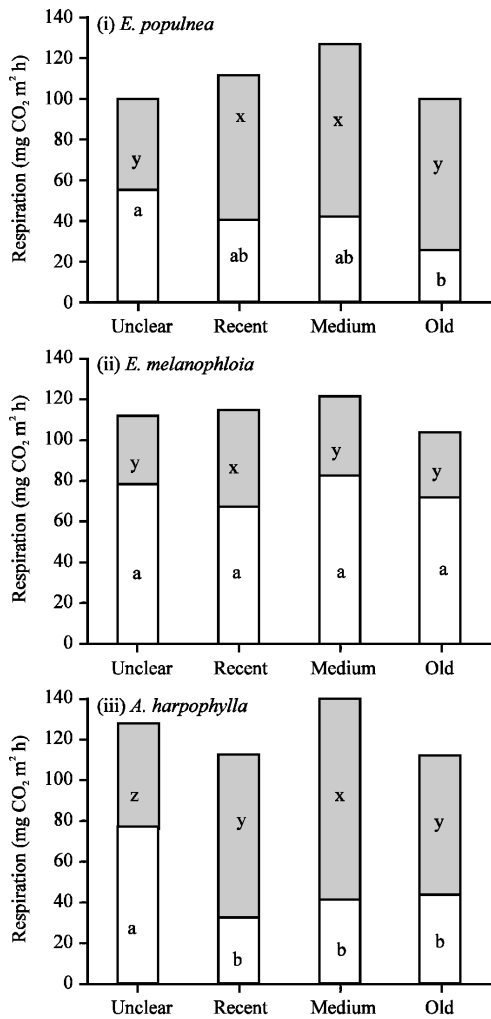 (i) E. populnea
Respiration (mg CO₂ m² h)
140
120
100
80
60
40
20
0
y
a
x
ab
x
ab
y
b
Unclear Recent Medium Old
(ii) E. melanophloia
Respiration (mg CO₂ m² h)
140
120
100
80
60
40
20
0
y
a
x
a
y
a
y
a
Unclear Recent Medium Old
(iii) A. harpophylla
Respiration (mg CO₂ m² h)
140
120
100
80
60
40
20
0
z
a
y
b
x
b
y
b
Unclear Recent Medium Old